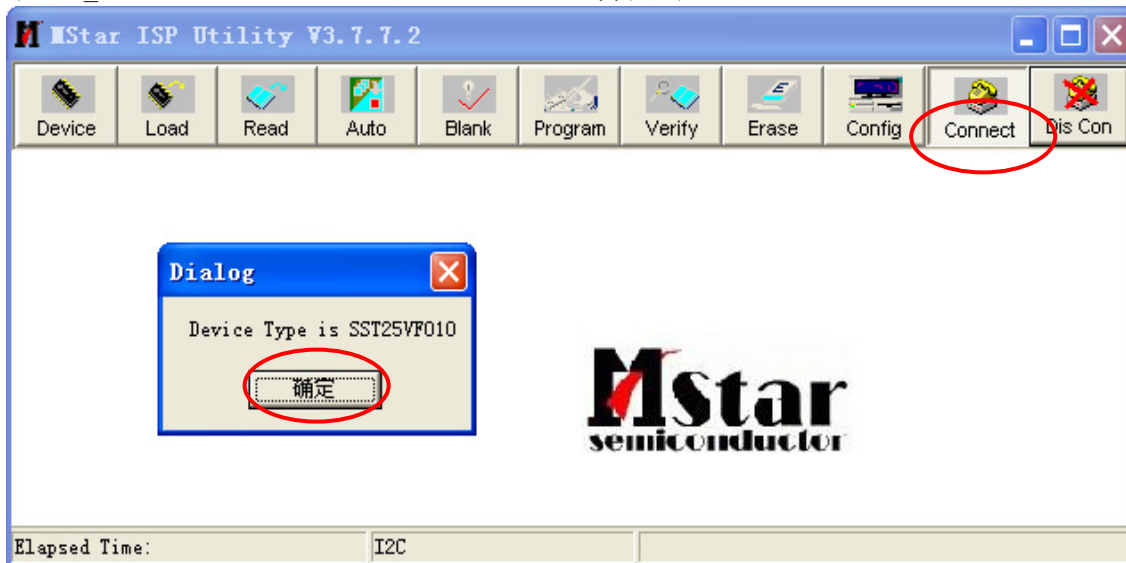 MStar ISP Utility V3.7.7.2
Device Load Read Auto Blank Program Verify Erase Config Connect Dis Con
Dialog
Device Type is SST25VF010
确定
MStar
semiconductor
Elapsed Time: I2C